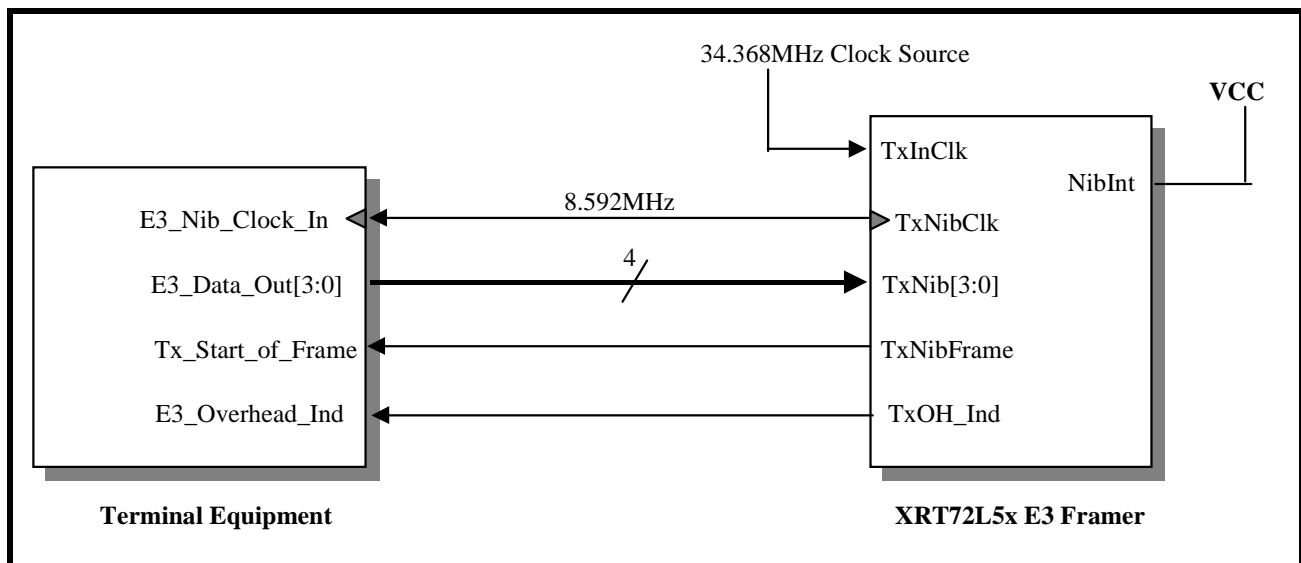 34.368MHz Clock Source
VCC
TxInClk
NibInt
8.592MHz
E3_Nib_Clock_In
TxNibClk
4
E3_Data_Out[3:0]
TxNib[3:0]
Tx_Start_of_Frame
TxNibFrame
E3_Overhead_Ind
TxOH_Ind
Terminal Equipment
XRT72L5x E3 Framer